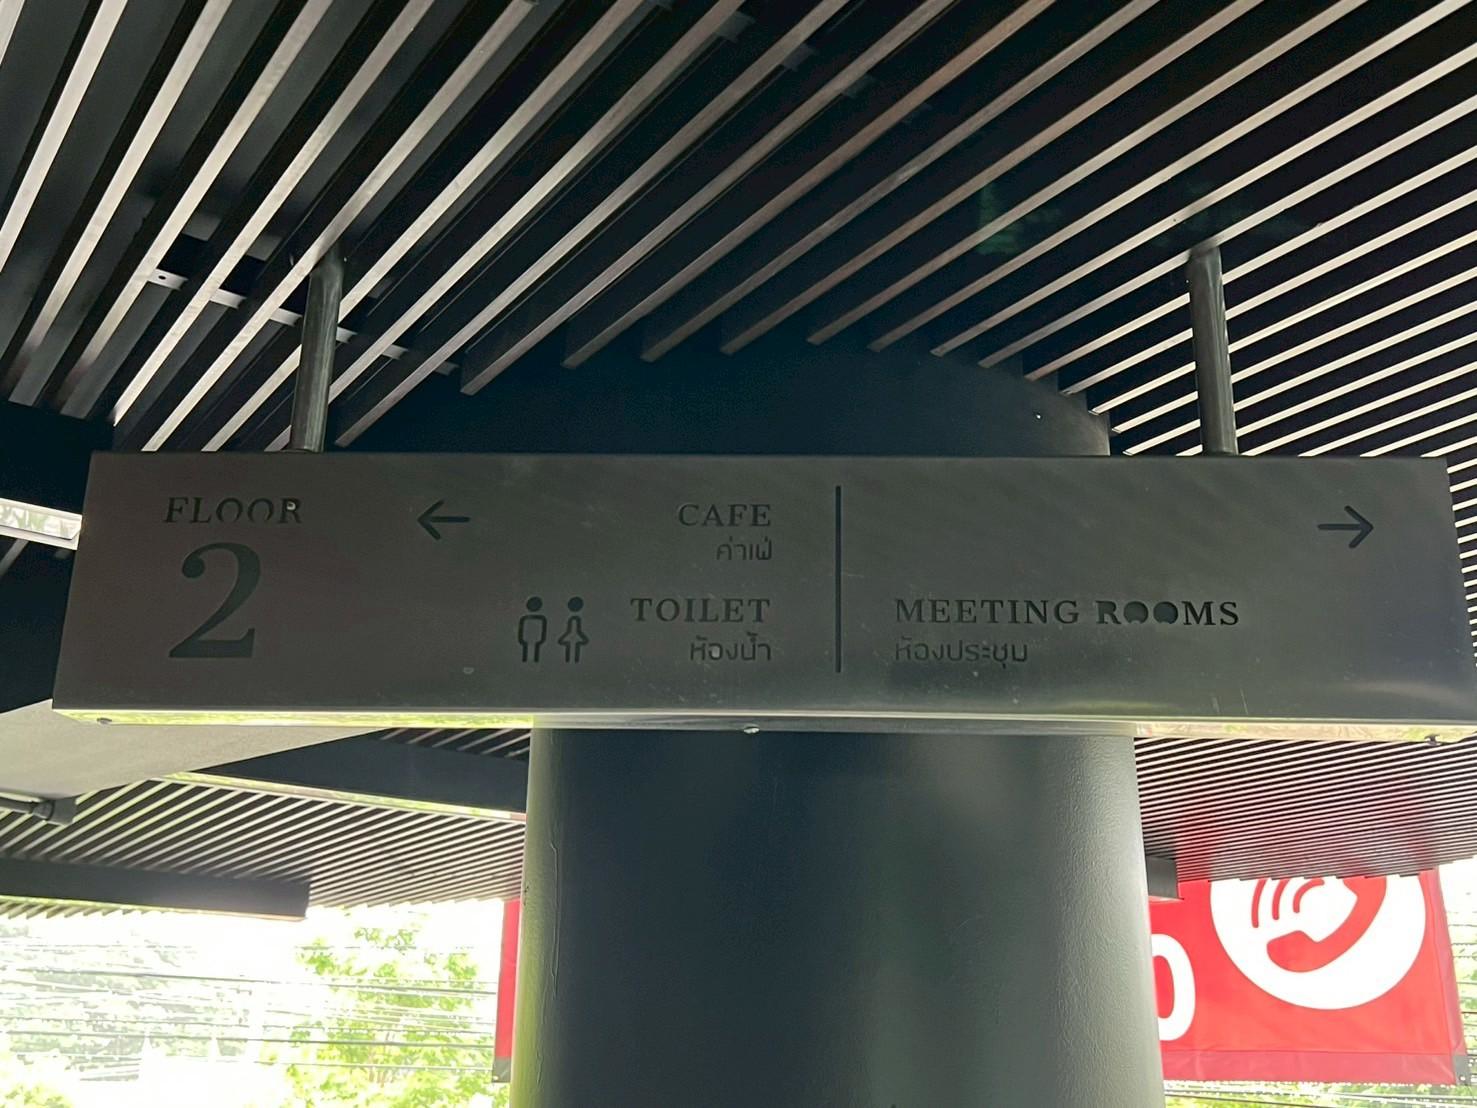 FLOOR
2
←
CAFE
คาเฟ่
TOILET
ห้องน้ำ
→
MEETING ROOMS
ห้องประชุม
0